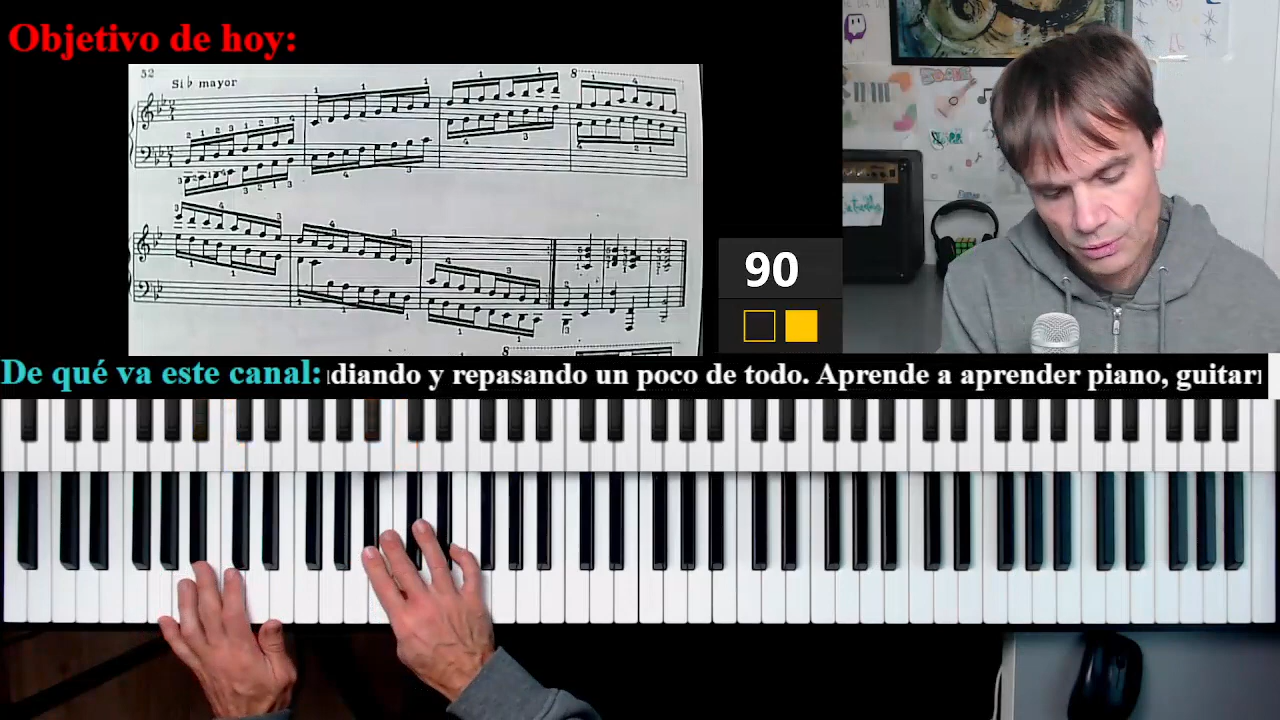 Objetivo de hoy:
52
Si♭ mayor
90
De qué va este canal:
diando y repasando un poco de todo. Aprende a aprender piano,